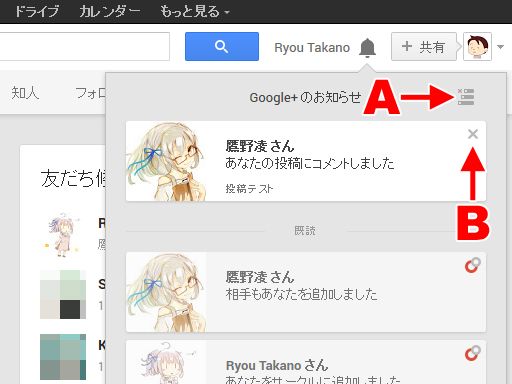 ドライブ カレンダー もっと見る
Ryou Takano + 共有
知人 フォロ
Google+ のお知らせ A
鷹野凌 さん
あなたの投稿にコメントしました
投稿テスト
B
友だち候
既読
R
鷹
鷹野凌 さん
相手もあなたを追加しました
S
1
K
1
Ryou Takano さん
あなたをサークルに追加しました